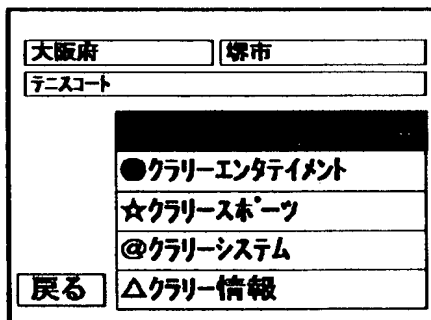 大阪府 堺市
テニスコート
●クラリーエンタテイメント
☆クラリースポーツ
@クラリーシステム
戻る △クラリー情報